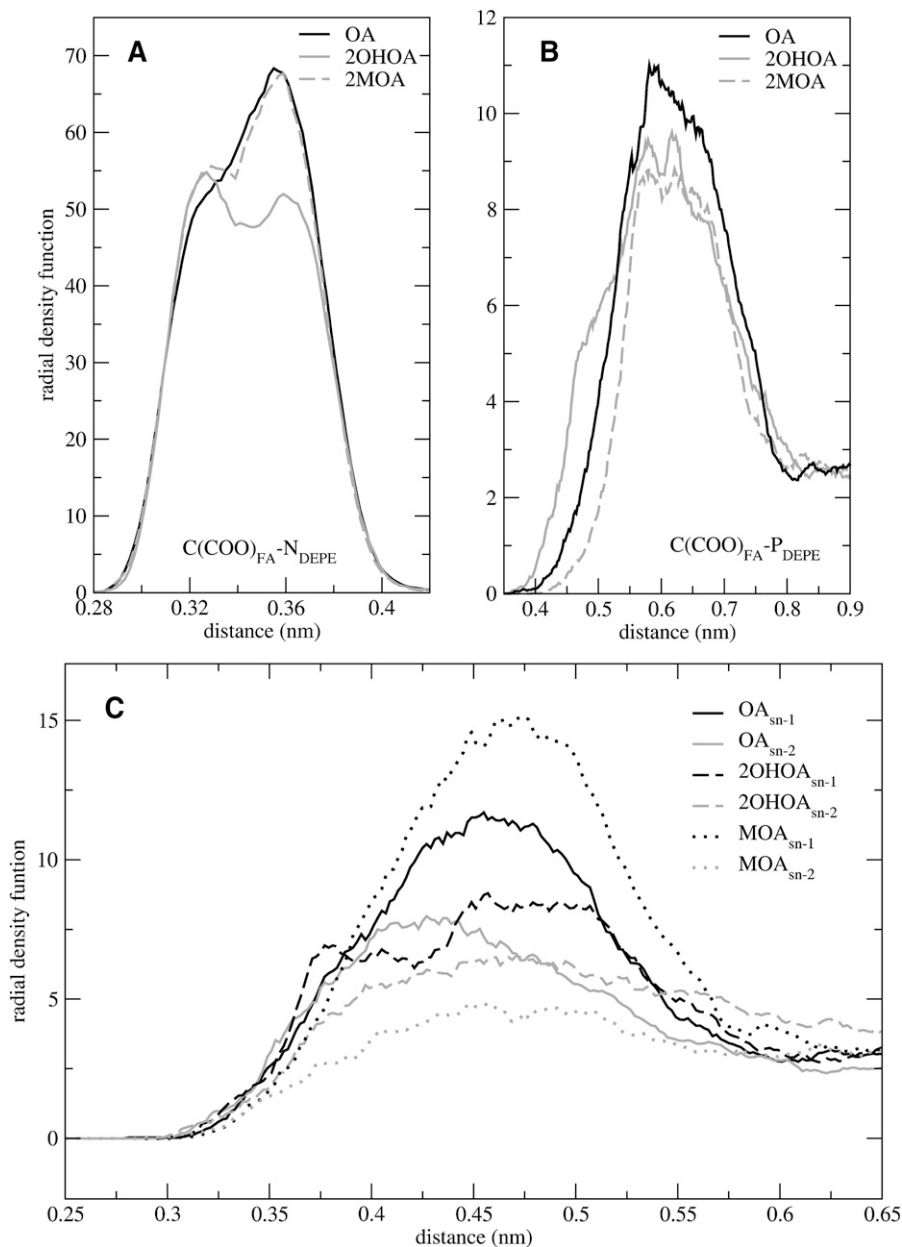 A
OA
2OHOA
2MOA
70
60
50
40
30
20
10
0
radial density function
C(COO)FA-NDEPE
0.28 0.32 0.36 0.4
distance (nm)
B
OA
2OHOA
2MOA
12
10
8
6
4
2
0
C(COO)FA-PDEPE
0.4 0.5 0.6 0.7 0.8 0.9
distance (nm)
C
OAsn-1
OAsn-2
2OHOAsn-1
2OHOAsn-2
MOAsn-1
MOAsn-2
15
10
5
0
radial density funtion
0.25 0.3 0.35 0.4 0.45 0.5 0.55 0.6 0.65
distance (nm)